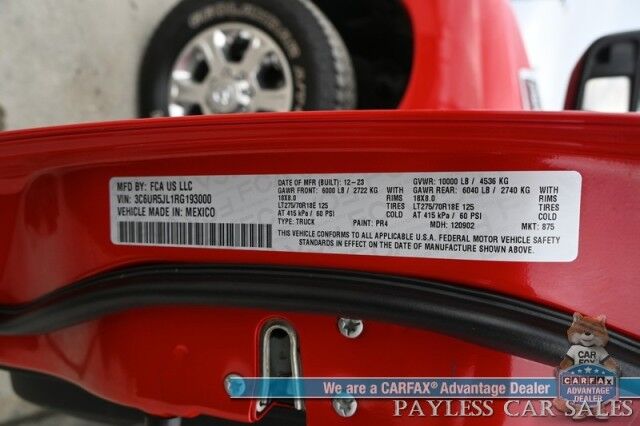 MFD BY: FCA US LLC
VIN: 3C6UR5JL1RG193000
VEHICLE MADE IN: MEXICO
DATE OF MFR (BUILT): 12-23
GAWR FRONT: 6000 LB / 2722 KG
18X8.0 RIMS
LT275/70R18E 125 TIRES
AT 415 kPa / 60 PSI COLD
TYPE: TRUCK PAINT: PR4
GVWR: 10000 LB / 4536 KG
GAWR REAR: 6040 LB / 2740 KG
18X8.0 RIMS
LT275/70R18E 125 TIRES
AT 415 kPa / 60 PSI COLD
MDH: 120902 MKT: 875
THIS VEHICLE CONFORMS TO ALL APPLICABLE U.S.A. FEDERAL MOTOR VEHICLE SAFETY
STANDARDS IN EFFECT ON THE DATE OF MANUFACTURE SHOWN ABOVE.
CAR
FOX
We are a CARFAX® Advantage Dealer
CARFAX
ADVANTAGE
DEALER
PAYLESS CAR SALES